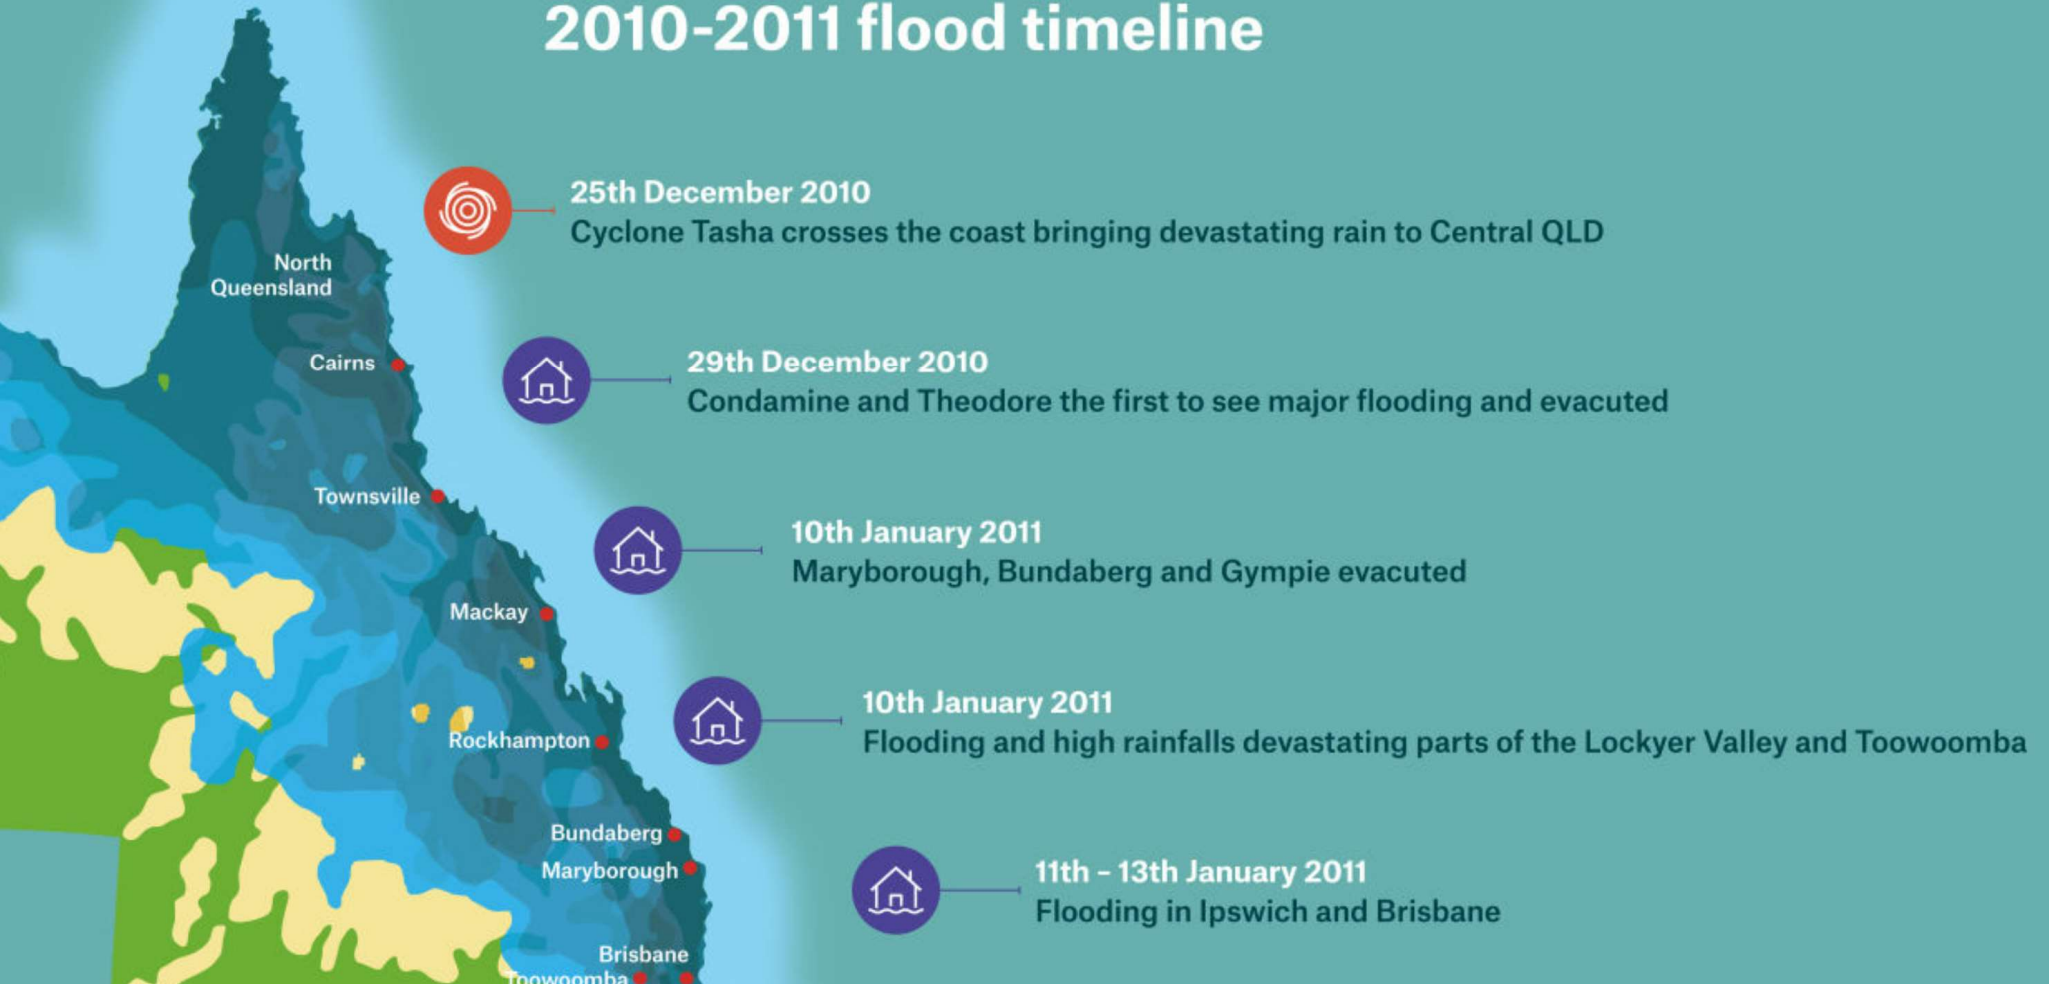 2010-2011 flood timeline
25th December 2010
Cyclone Tasha crosses the coast bringing devastating rain to Central QLD
North
Queensland
29th December 2010
Cairns
Condamine and Theodore the first to see major flooding and evacuted
Townsville
10th January 2011
Maryborough, Bundaberg and Gympie evacuted
Mackay
10th January 2011
Rockhampton
Flooding and high rainfalls devastating parts of the Lockyer Valley and Toowoomba
Bundaberg
Maryborough
11th – 13th January 2011
Flooding in Ipswich and Brisbane
Brisbane
Toowoomba